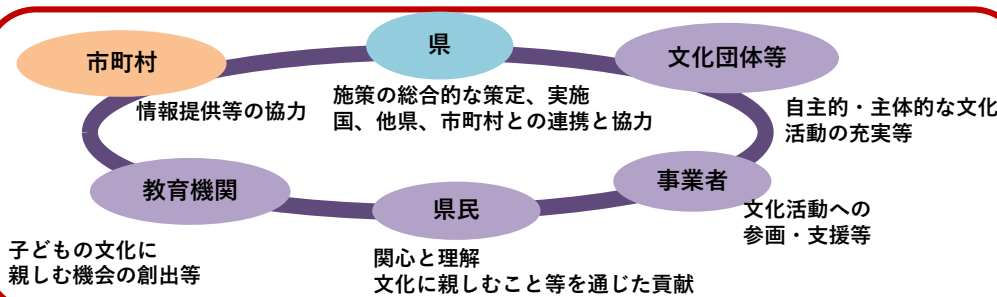 市町村
県
文化団体等
情報提供等の協力
施策の総合的な策定、実施
国、他県、市町村との連携と協力
自主的・主体的な文化
活動の充実等
教育機関
県民
事業者
子どもの文化に
親しむ機会の創出等
関心と理解
文化に親しむこと等を通じた貢献
文化活動への
参画・支援等